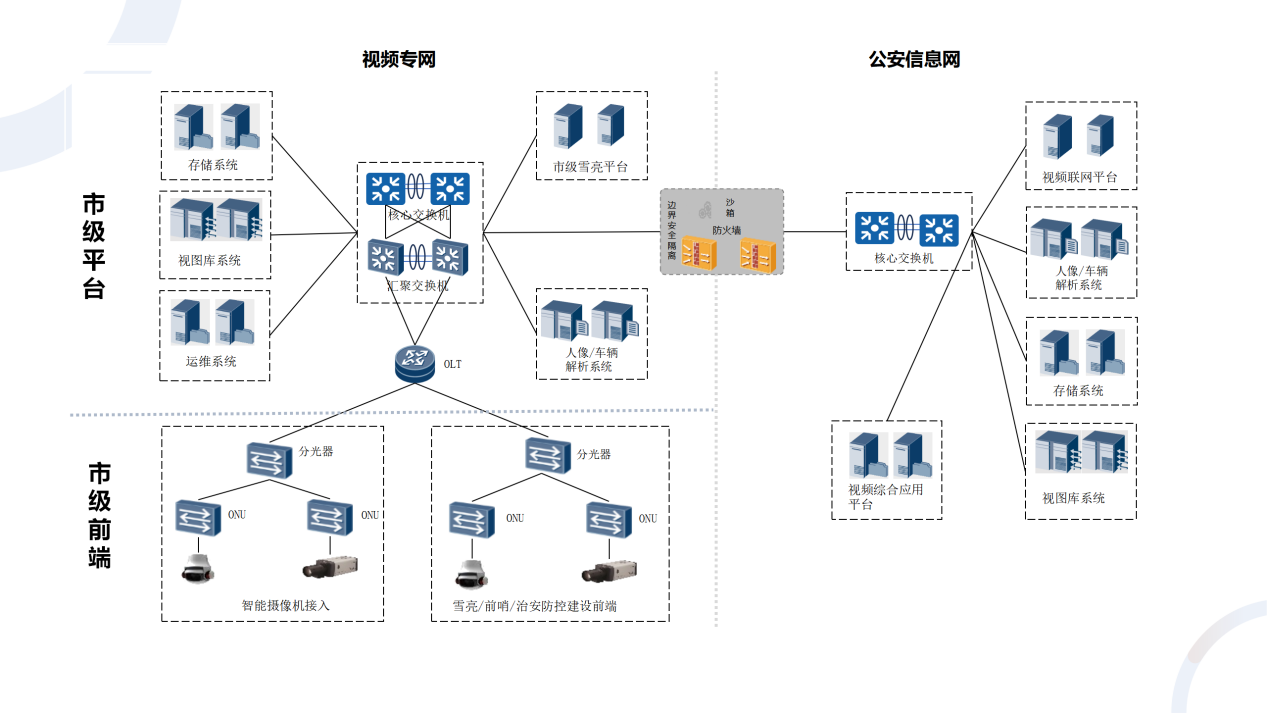 视频专网
公安信息网
市级平台
存储系统
视图库系统
运维系统
核心交换机
汇聚交换机
OLT
市级雪亮平台
人像/车辆
解析系统
边界安全隔离
沙箱
防火墙
核心交换机
视频联网平台
人像/车辆
解析系统
存储系统
视图库系统
视频综合应用
平台
市级前端
分光器
ONU
ONU
智能摄像机接入
分光器
ONU
ONU
雪亮/前哨/治安防控建设前端